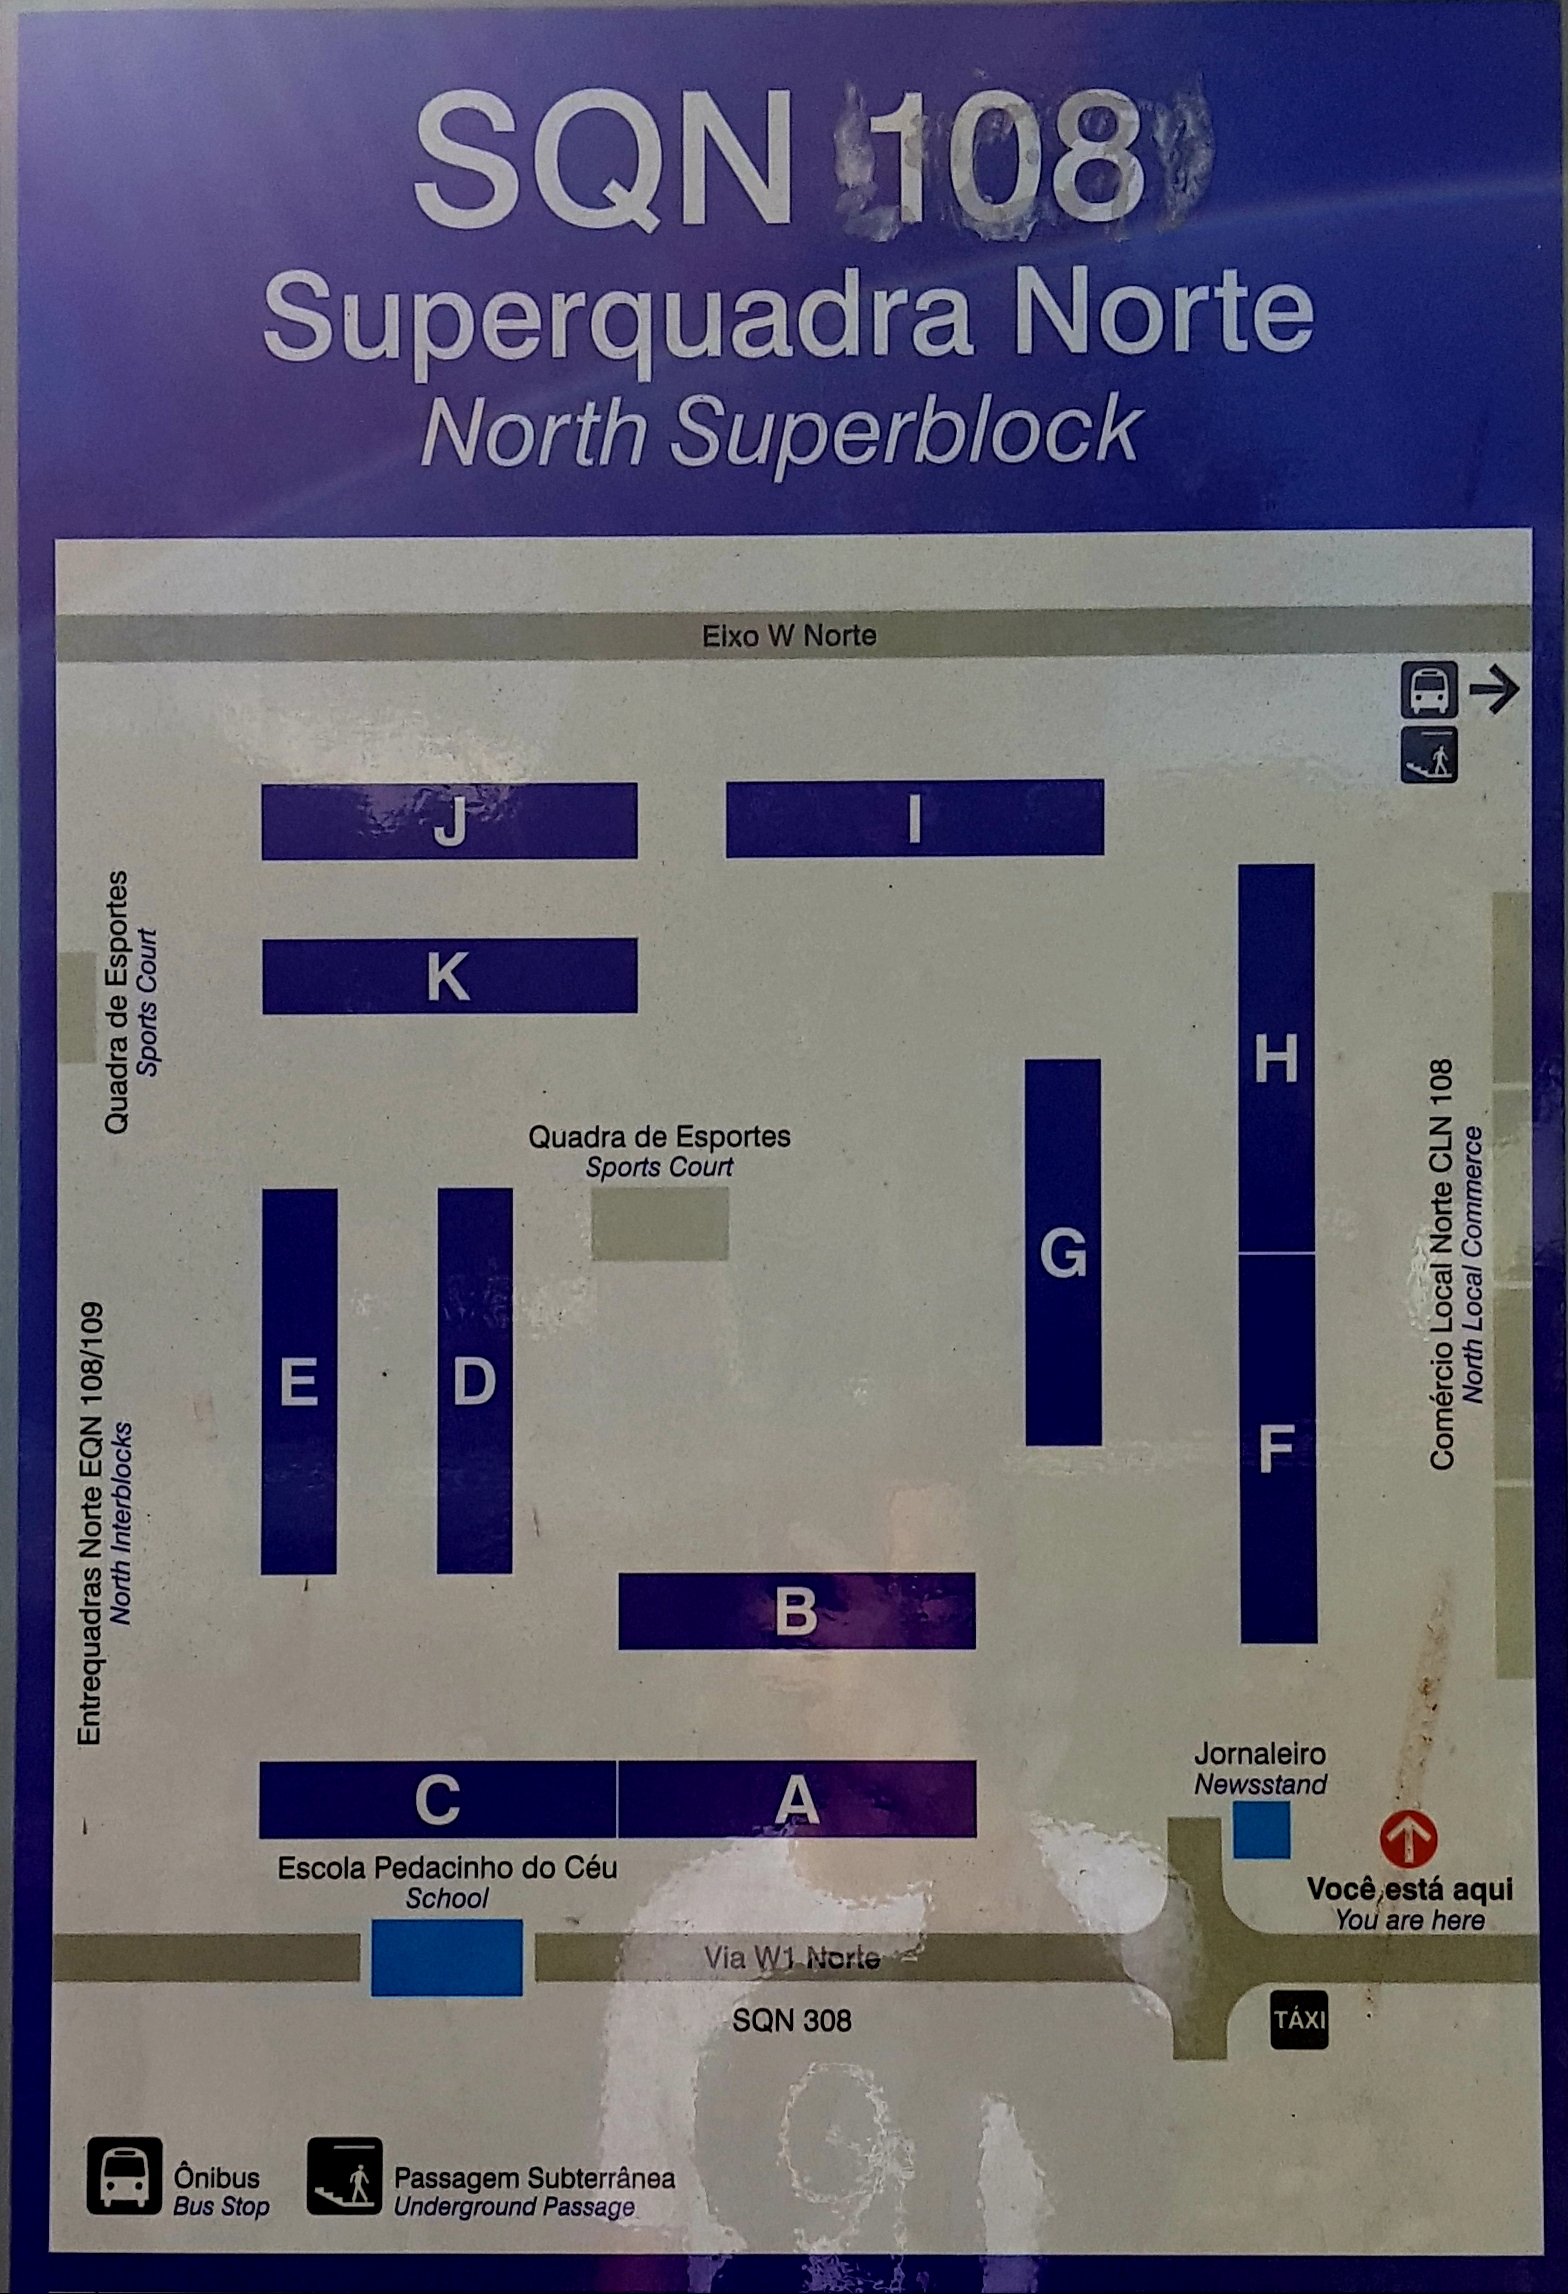 SQN 108
Superquadra Norte
North Superblock
Eixo W Norte
J
I
K
H
Quadra de Esportes
Sports Court
Quadra de Esportes
Sports Court
G
E
D
F
Comércio Local Norte CLN 108
North Local Commerce
Entrequadras Norte EQN 108/109
North Interblocks
B
C
A
Jornaleiro
Newsstand
Escola Pedacinho do Céu
School
Você está aqui
You are here
Via W1 Norte
SQN 308
TÁXI
Ônibus
Bus Stop
Passagem Subterrânea
Underground Passage